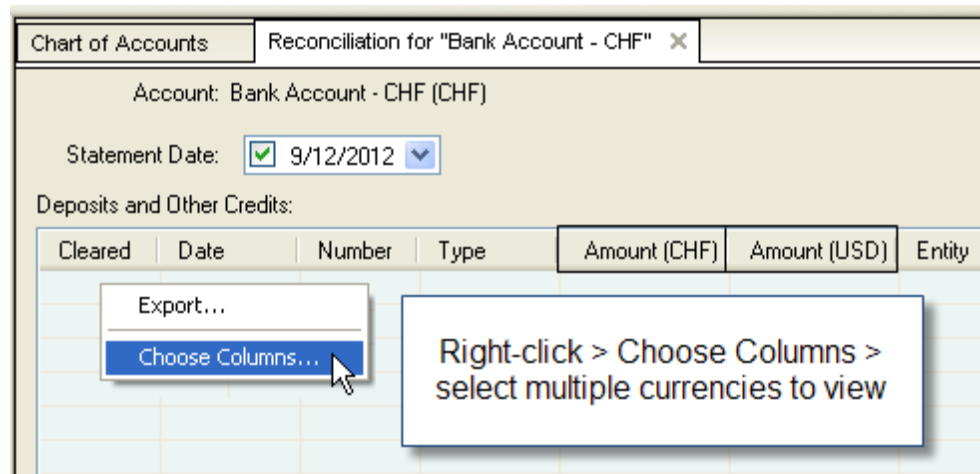 Chart of Accounts Reconciliation for "Bank Account - CHF"
Account: Bank Account - CHF (CHF)
Statement Date: 9/12/2012
Deposits and Other Credits:
Cleared Date Number Type Amount (CHF) Amount (USD) Entity
Export...
Choose Columns...
Right-click > Choose Columns >
select multiple currencies to view